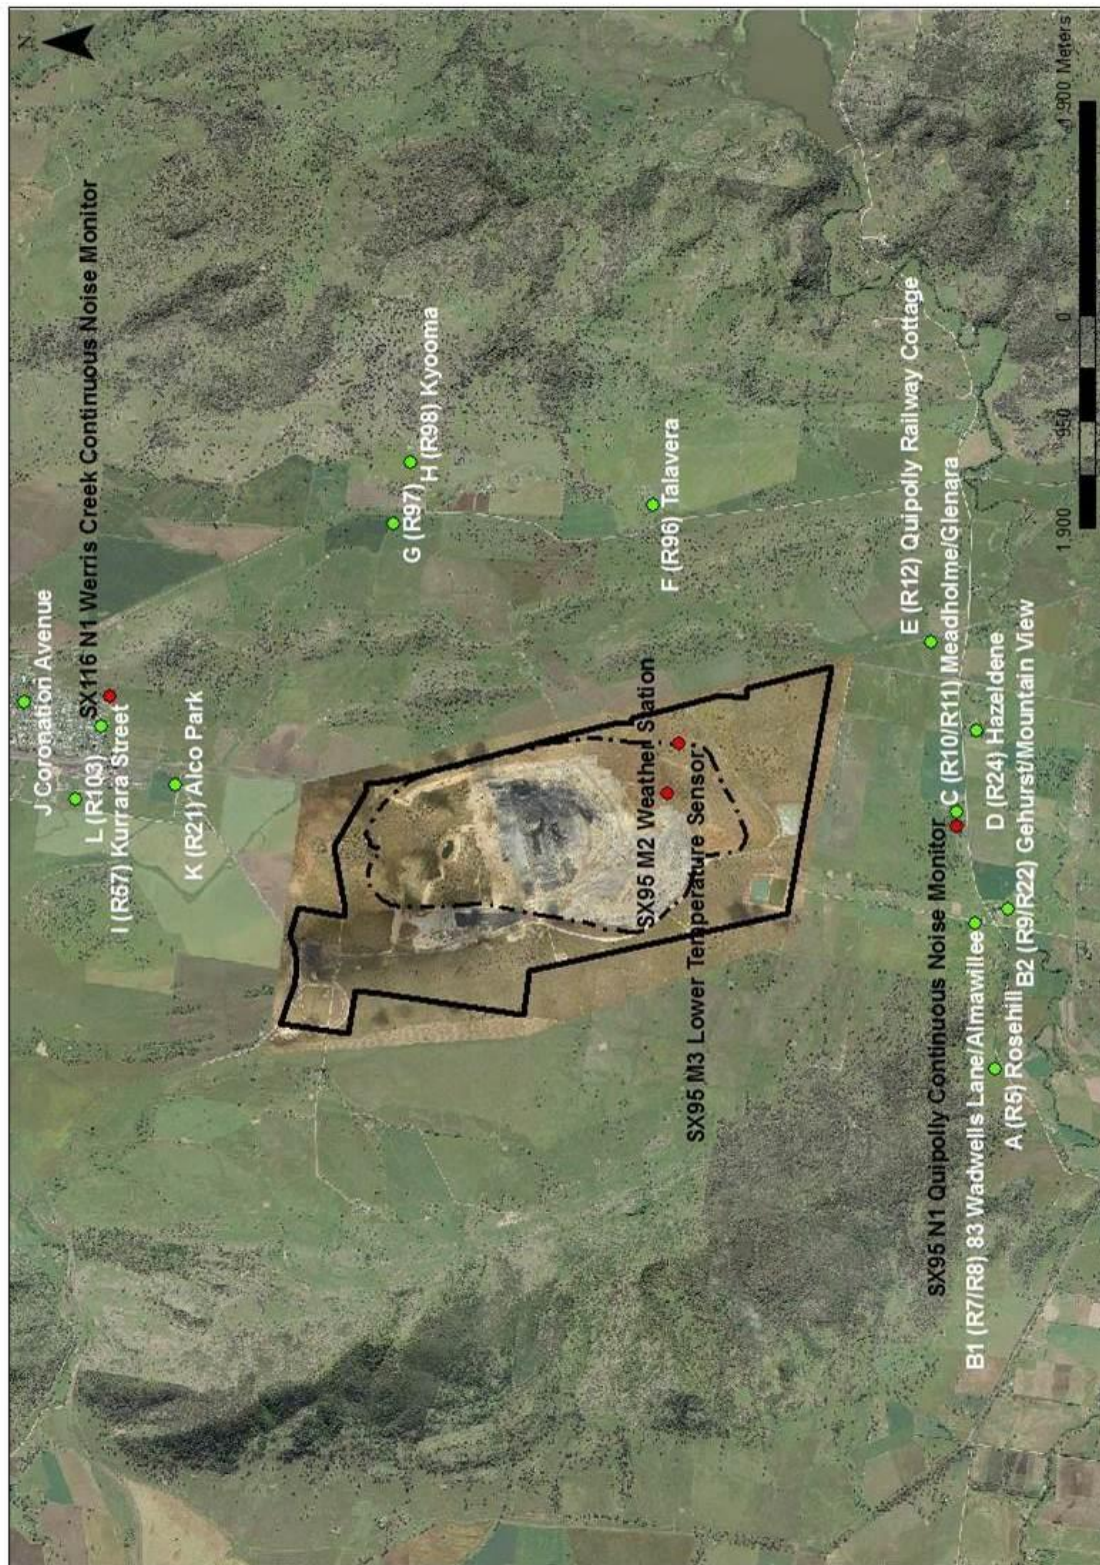 N
J Coronation Avenue
SX116 N1 Werris Creek Continuous Noise Monitor
L (R103)
I (R57) Kurrara Street
K (R21) Alco Park
G (R97)
H (R98) Kyooma
F (R96) Talavera
SX95 M2 Weather Station
SX95 M3 Lower Temperature Sensor
E (R12) Quipolly Railway Cottage
SX95 N1 Quipolly Continuous Noise Monitor
C (R10/R11) Meadholme/Glenara
B1 (R7/R8) 83 Wadwells Lane/Almawillee
D (R24) Hazeldene
A (R5) Rosehill
B2 (R9/R22) Gehurst/Mountain View
1,900
950
0
1,900 Meters